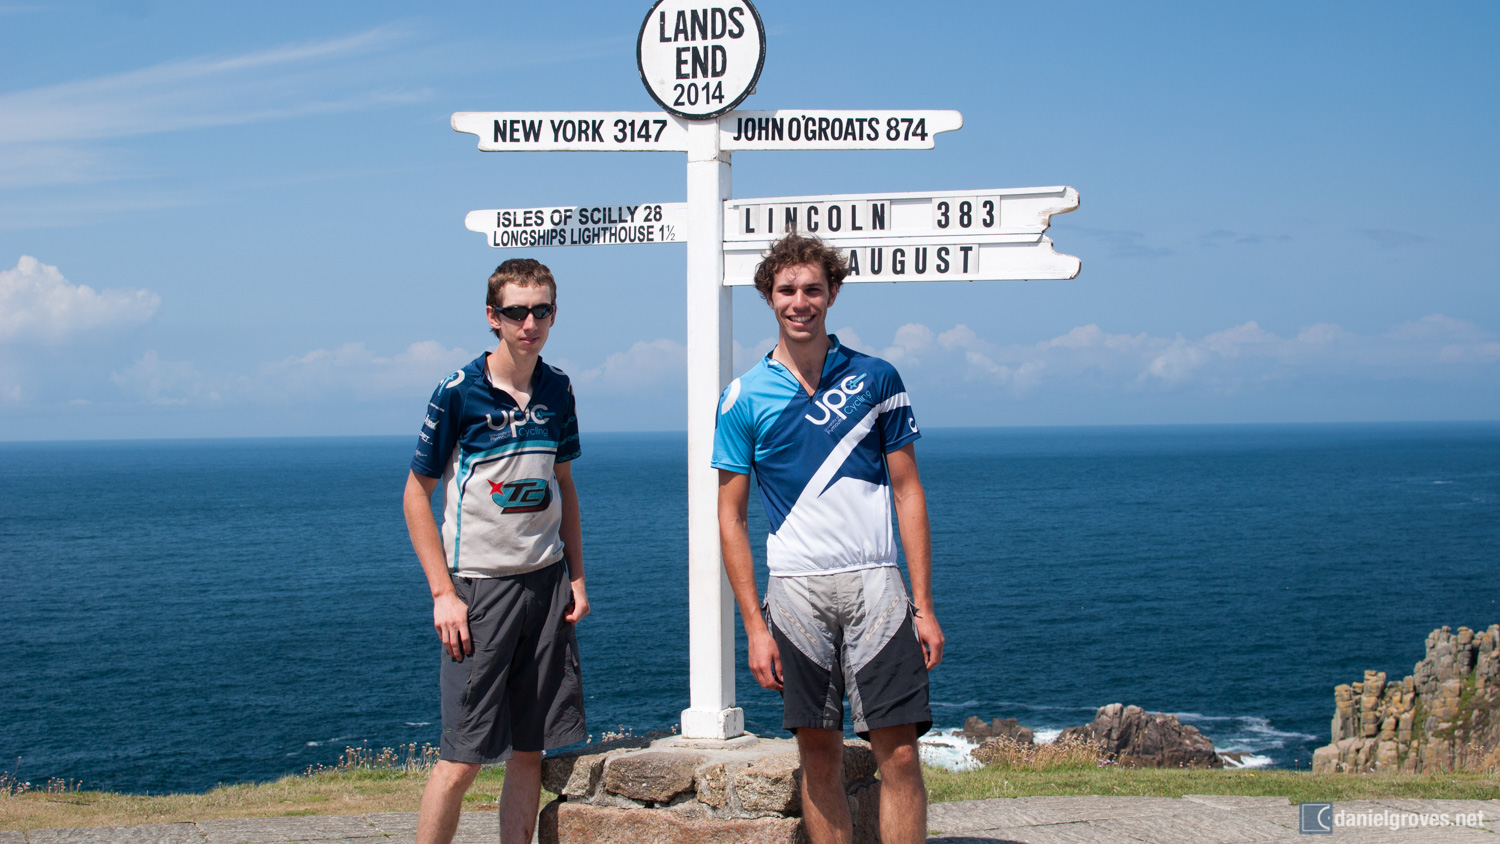 LANDS
END
2014
NEW YORK 3147
JOHN O'GROATS 874
ISLES OF SCILLY 28
LONGSHIPS LIGHTHOUSE 1½
LINCOLN 383
AUGUST
upc
Cycling
TC
upc
Cycling
danielgroves.net